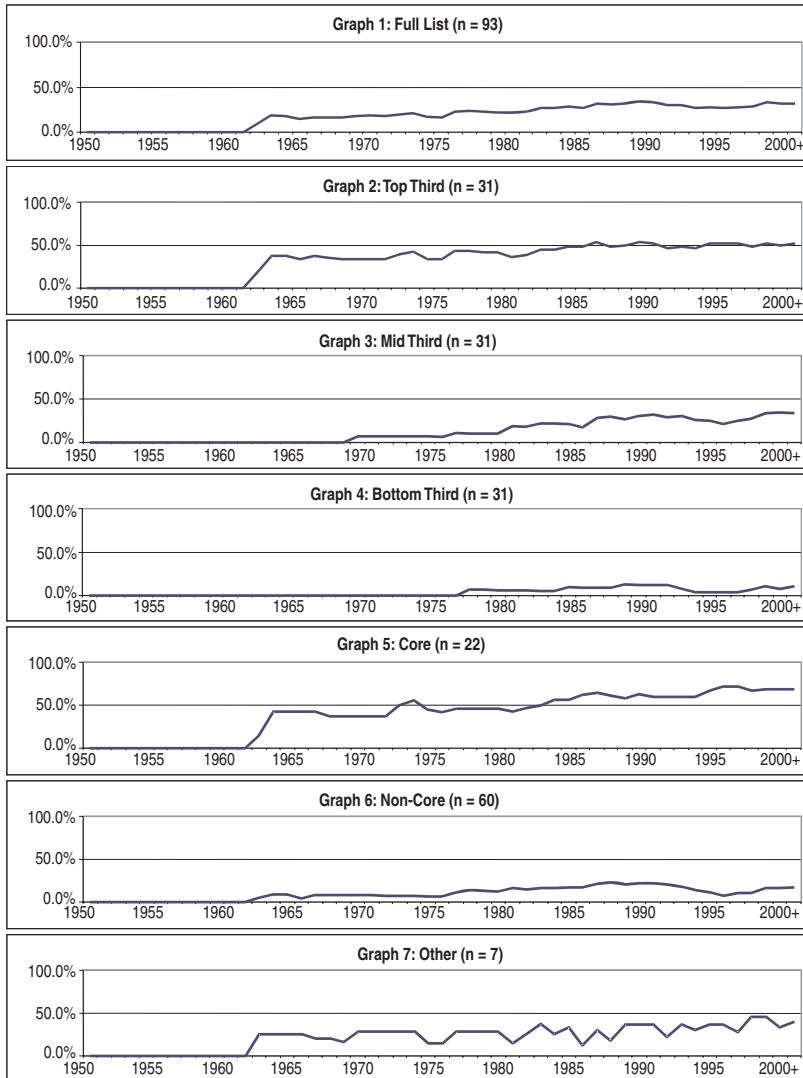 Graph 1: Full List (n = 93)
100.0%
50.0%
0.0%
1950 1955 1960 1965 1970 1975 1980 1985 1990 1995 2000+
Graph 2: Top Third (n = 31)
100.0%
50.0%
0.0%
1950 1955 1960 1965 1970 1975 1980 1985 1990 1995 2000+
Graph 3: Mid Third (n = 31)
100.0%
50.0%
0.0%
1950 1955 1960 1965 1970 1975 1980 1985 1990 1995 2000+
Graph 4: Bottom Third (n = 31)
100.0%
50.0%
0.0%
1950 1955 1960 1965 1970 1975 1980 1985 1990 1995 2000+
Graph 5: Core (n = 22)
100.0%
50.0%
0.0%
1950 1955 1960 1965 1970 1975 1980 1985 1990 1995 2000+
Graph 6: Non-Core (n = 60)
100.0%
50.0%
0.0%
1950 1955 1960 1965 1970 1975 1980 1985 1990 1995 2000+
Graph 7: Other (n = 7)
100.0%
50.0%
0.0%
1950 1955 1960 1965 1970 1975 1980 1985 1990 1995 2000+